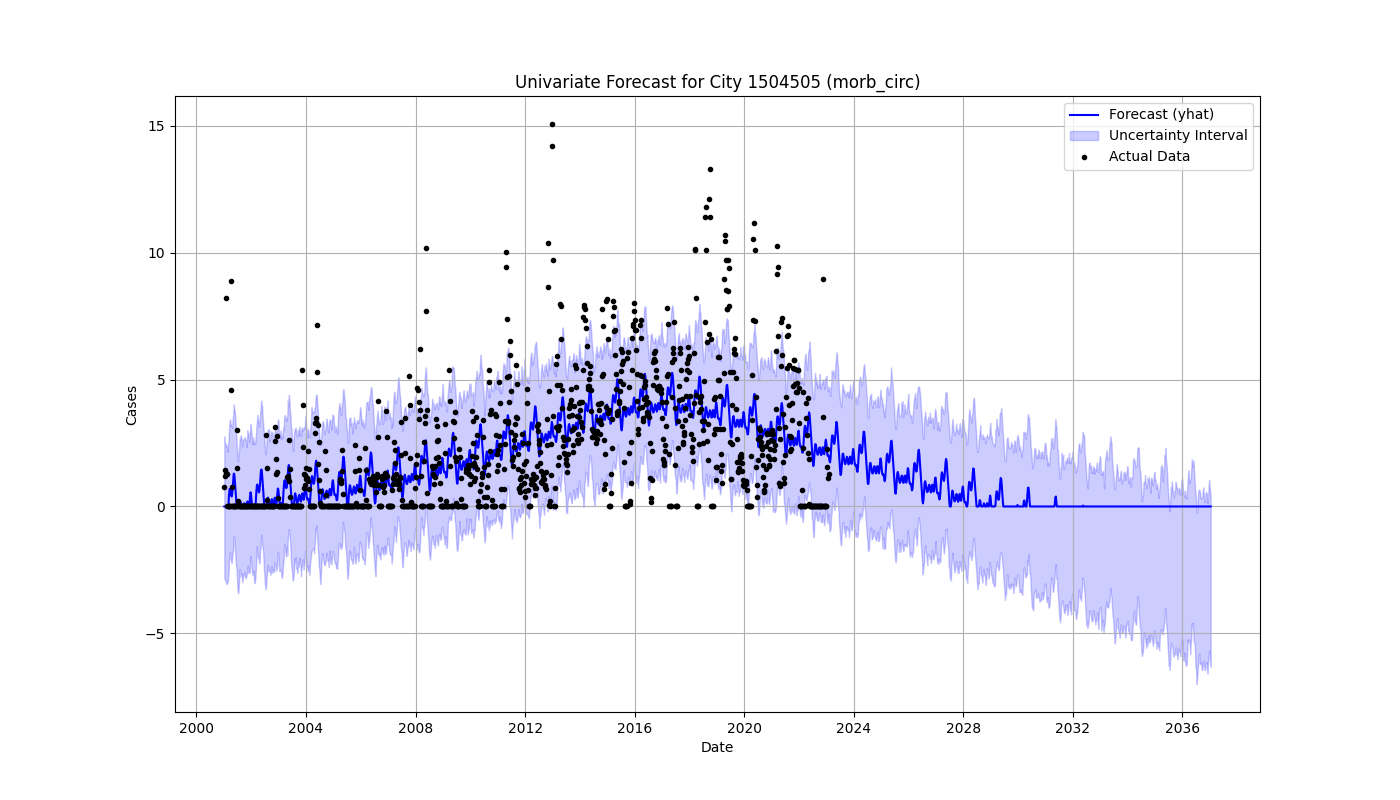 Univariate Forecast for City 1504505 (morb_circ)
Forecast (yhat)
Uncertainty Interval
Actual Data
Cases
15
10
5
0
−5
2000 2004 2008 2012 2016 2020 2024 2028 2032 2036
Date